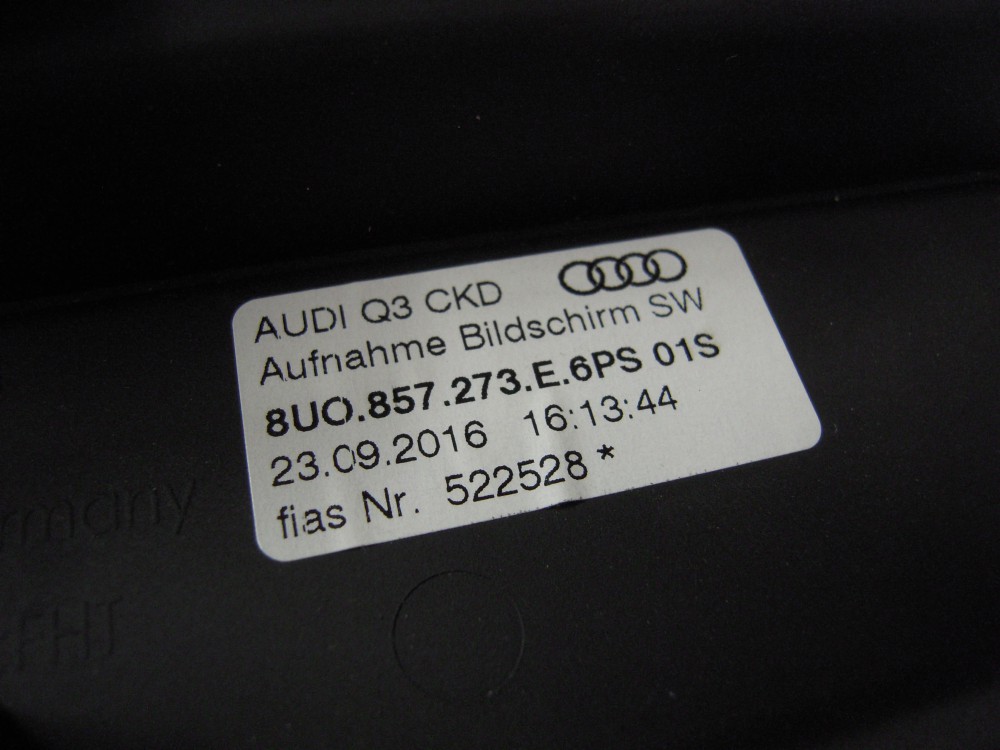 AUDI Q3 CKD
Aufnahme Bildschirm SW
8U0.857.273.E.6PS 01S
23.09.2016 16:13:44
fias Nr. 522528 *